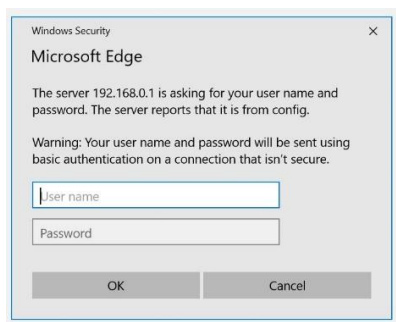 Windows Security
Microsoft Edge
The server 192.168.0.1 is asking for your user name and
password. The server reports that it is from config.
Warning: Your user name and password will be sent using
basic authentication on a connection that isn't secure.
User name
Password
OK Cancel